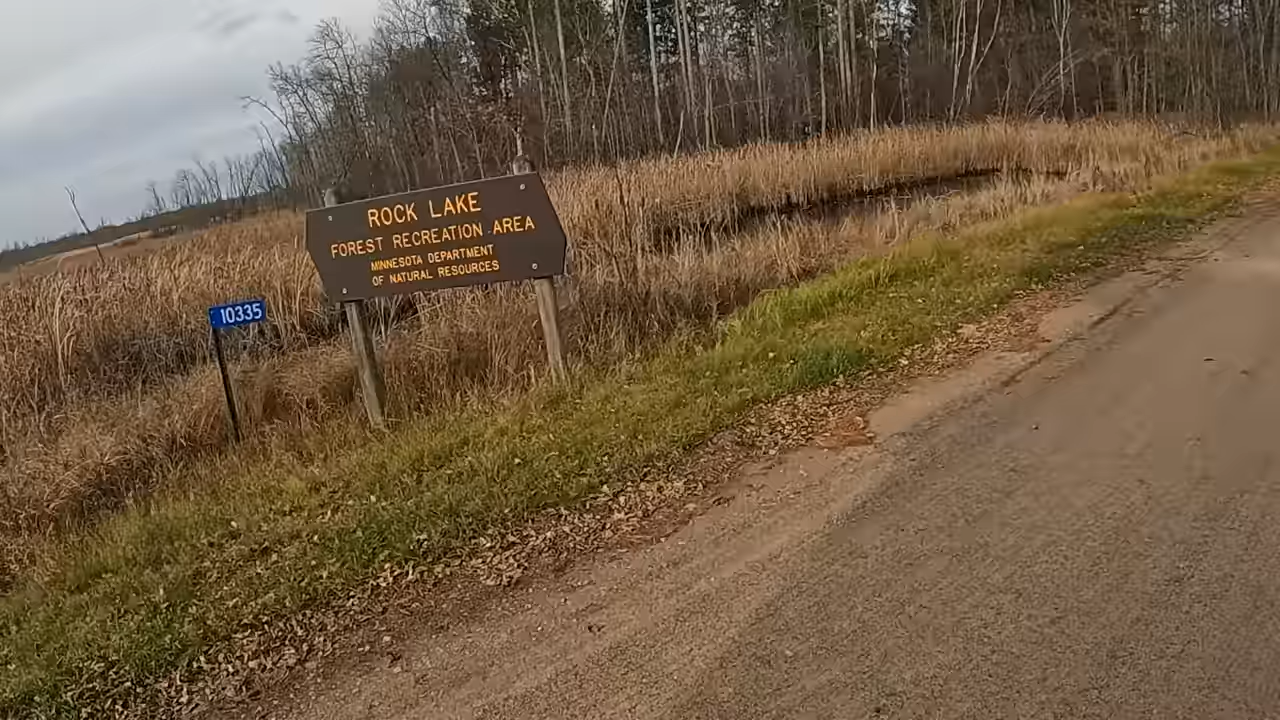 ROCK LAKE
FOREST RECREATION AREA
MINNESOTA DEPARTMENT
OF NATURAL RESOURCES
10335